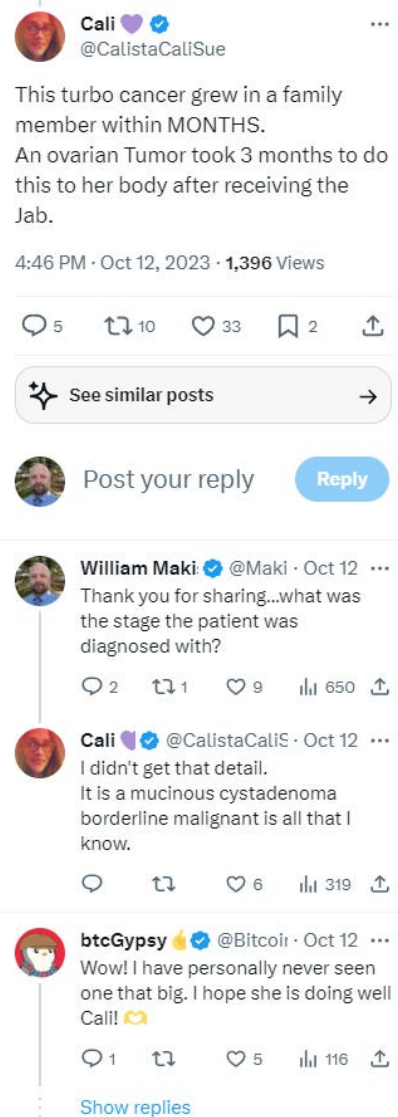 Cali
@CalistaCaliSue
This turbo cancer grew in a family
member within MONTHS.
An ovarian Tumor took 3 months to do
this to her body after receiving the
Jab.
4:46 PM · Oct 12, 2023 · 1,396 Views
5 10 33 2
See similar posts
Post your reply Reply
William Maki @Maki · Oct 12
Thank you for sharing...what was
the stage the patient was
diagnosed with?
2 1 9 650
Cali @CalistaCaliS · Oct 12
I didn't get that detail.
It is a mucinous cystadenoma
borderline malignant is all that I
know.
6 319
btcGypsy @Bitcoin · Oct 12
Wow! I have personally never seen
one that big. I hope she is doing well
Cali!
1 5 116
Show replies